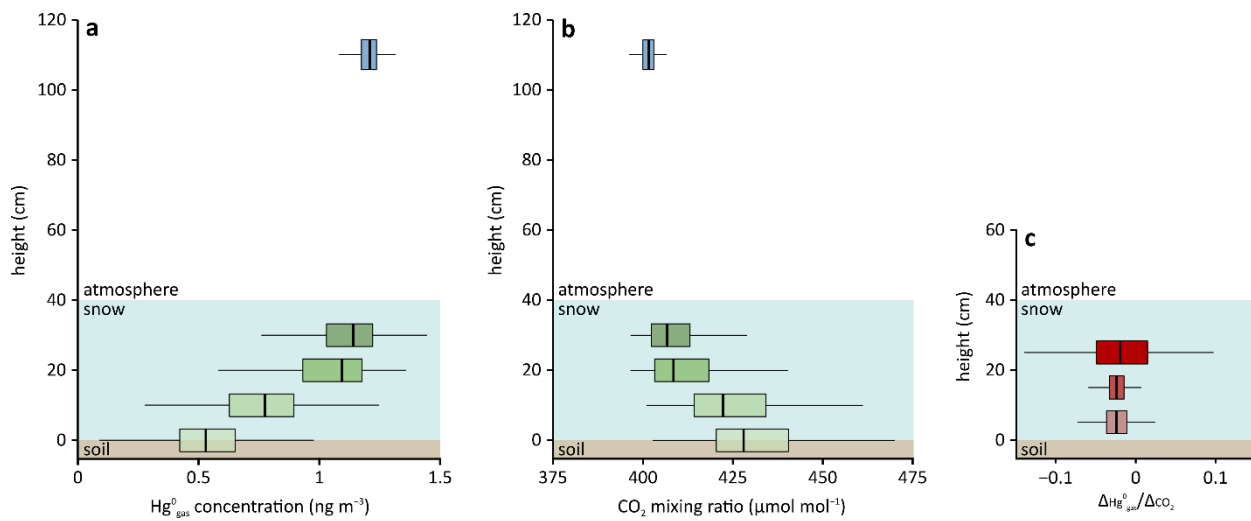 a
120
100
80
60
40
20
0
height (cm)
atmosphere
snow
soil
0
0.5
1
1.5
Hg⁰gas concentration (ng m⁻³)
b
120
100
80
60
40
20
0
height (cm)
atmosphere
snow
soil
375
400
425
450
475
CO₂ mixing ratio (µmol mol⁻¹)
c
60
40
20
0
height (cm)
atmosphere
snow
soil
−0.1
0
0.1
ΔHg⁰gas/ΔCO₂